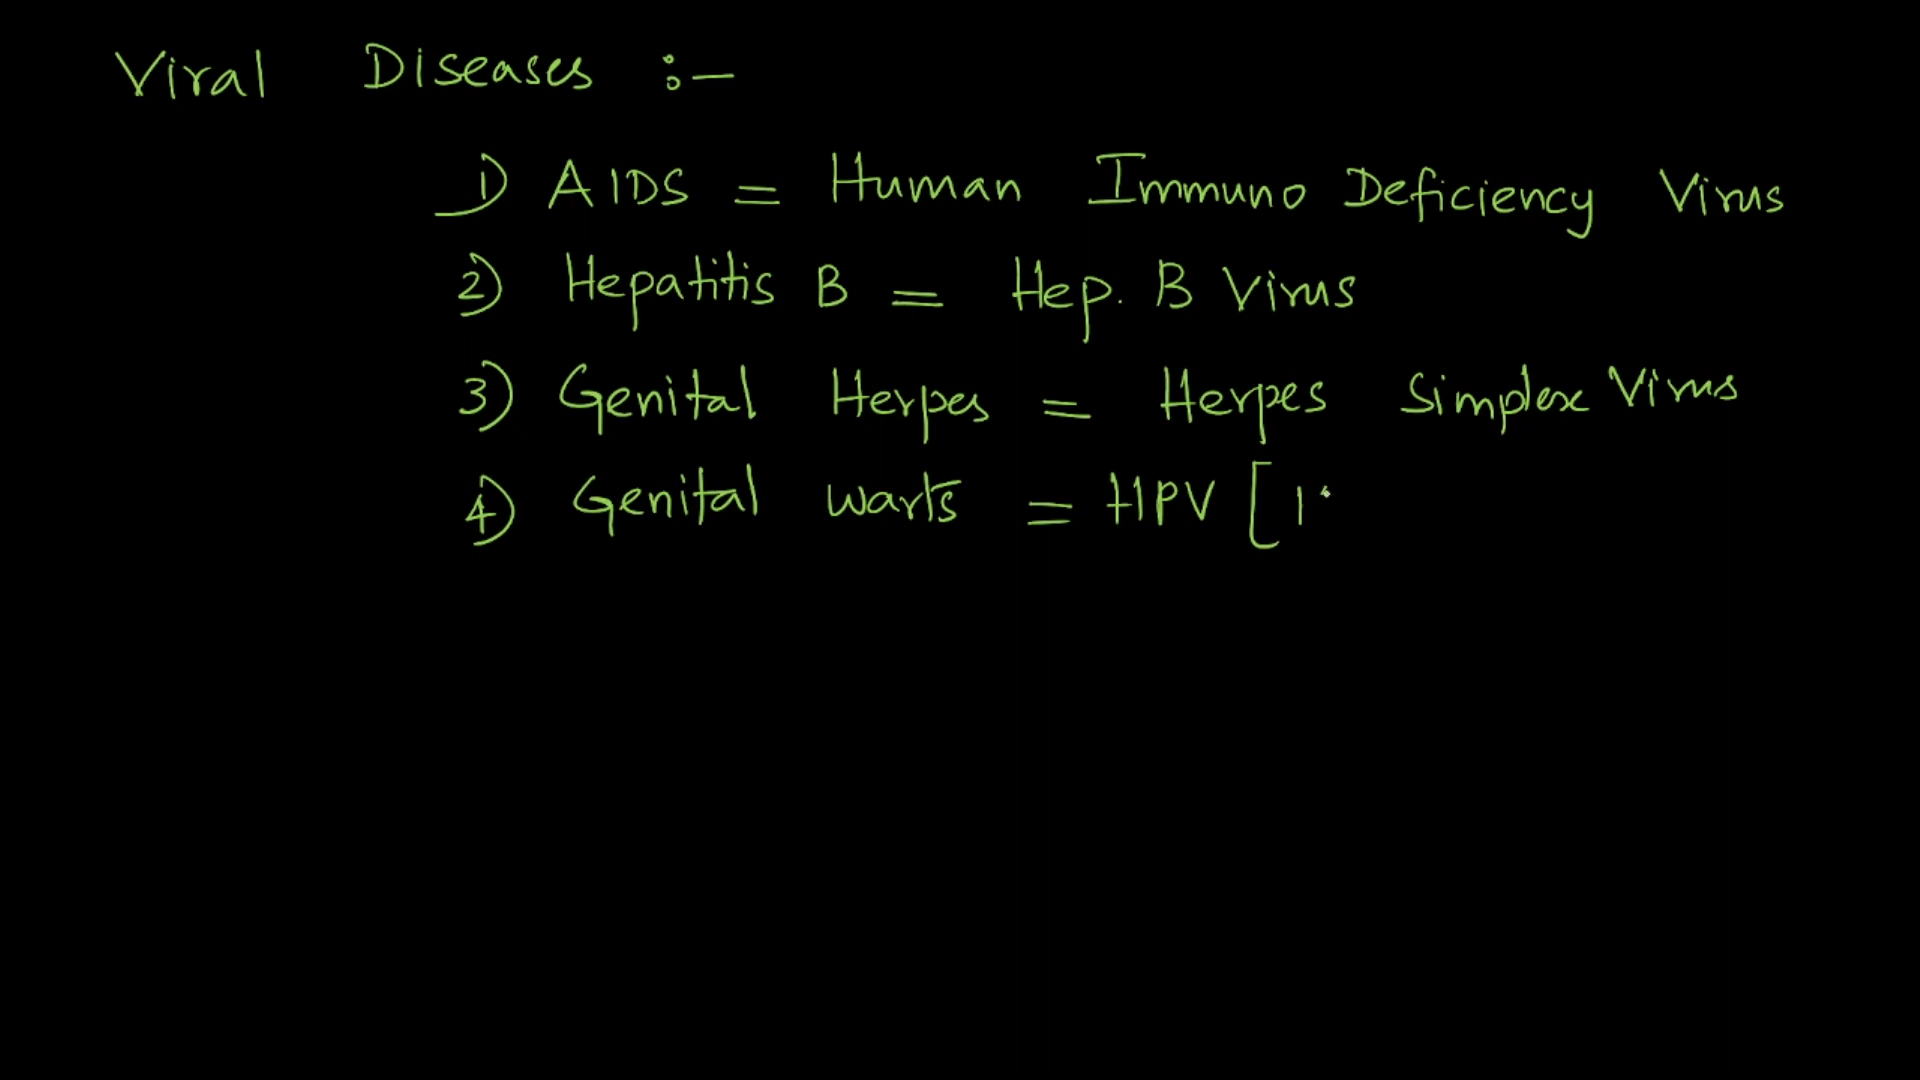 Viral Diseases :-
1) AIDS = Human Immuno Deficiency Virus
2) Hepatitis B = Hep. B Virus
3) Genital Herpes = Herpes Simplex Virus
4) Genital warts = HPV [